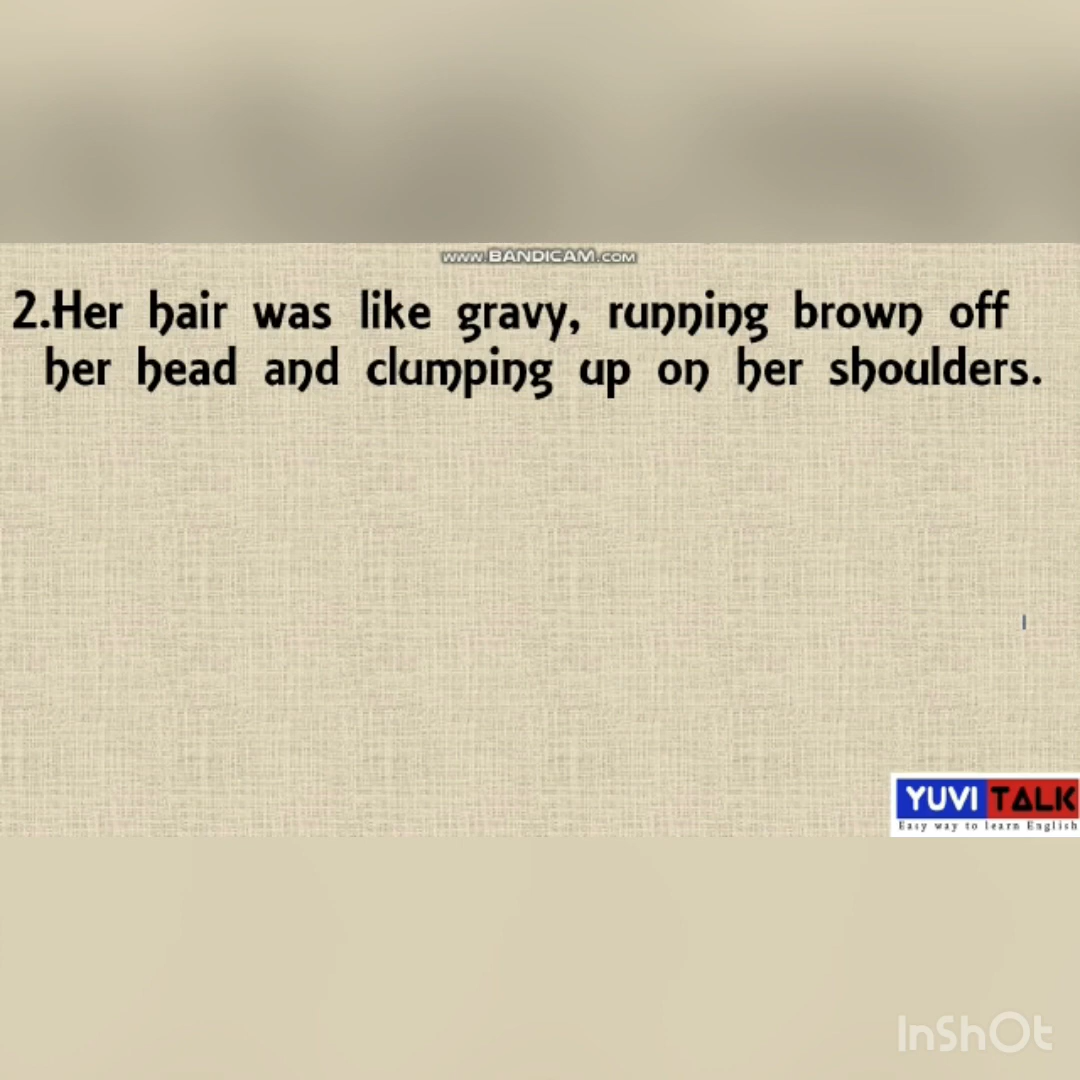 www.BANDICAM.COM
2.Her hair was like gravy, running brown off
her head and clumping up on her shoulders.
YUVI TALK
Easy way to learn English
InShOt